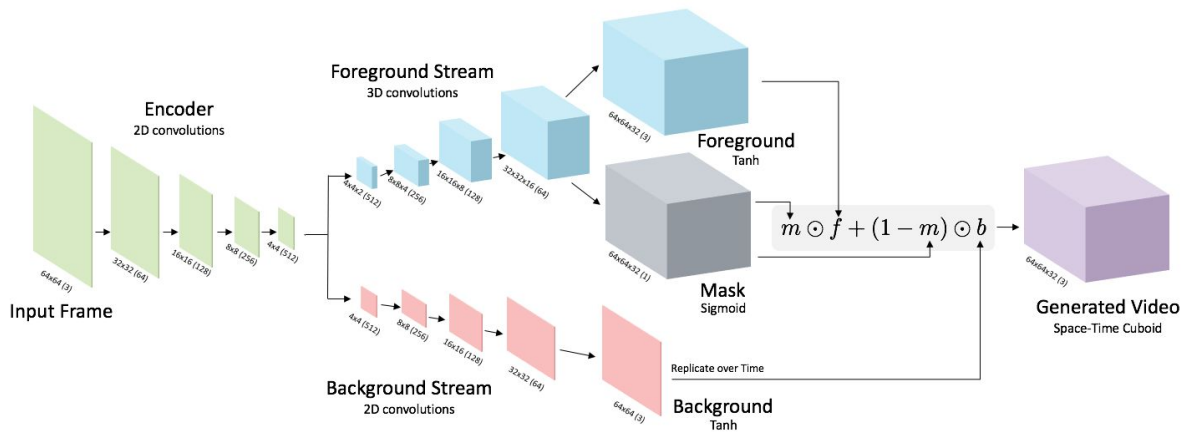 Encoder
2D convolutions
64x64 (3)
32x32 (64)
16x16 (128)
8x8 (256)
4x4 (512)
Input Frame
Foreground Stream
3D convolutions
4x4x2 (512)
8x8x4 (256)
16x16x8 (128)
32x32x16 (64)
64x64x32 (3)
Foreground
Tanh
64x64x32 (1)
Mask
Sigmoid
4x4 (512)
8x8 (256)
16x16 (128)
32x32 (64)
Background Stream
2D convolutions
64x64 (3)
Background
Tanh
Replicate over Time
m ⊙ f + (1 − m) ⊙ b
64x64x32 (3)
Generated Video
Space-Time Cuboid